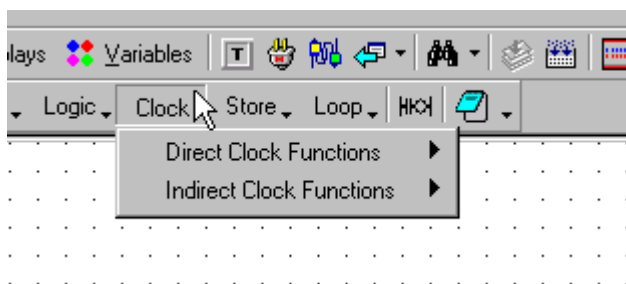 lays Variables T
Logic Clock Store Loop
Direct Clock Functions
Indirect Clock Functions